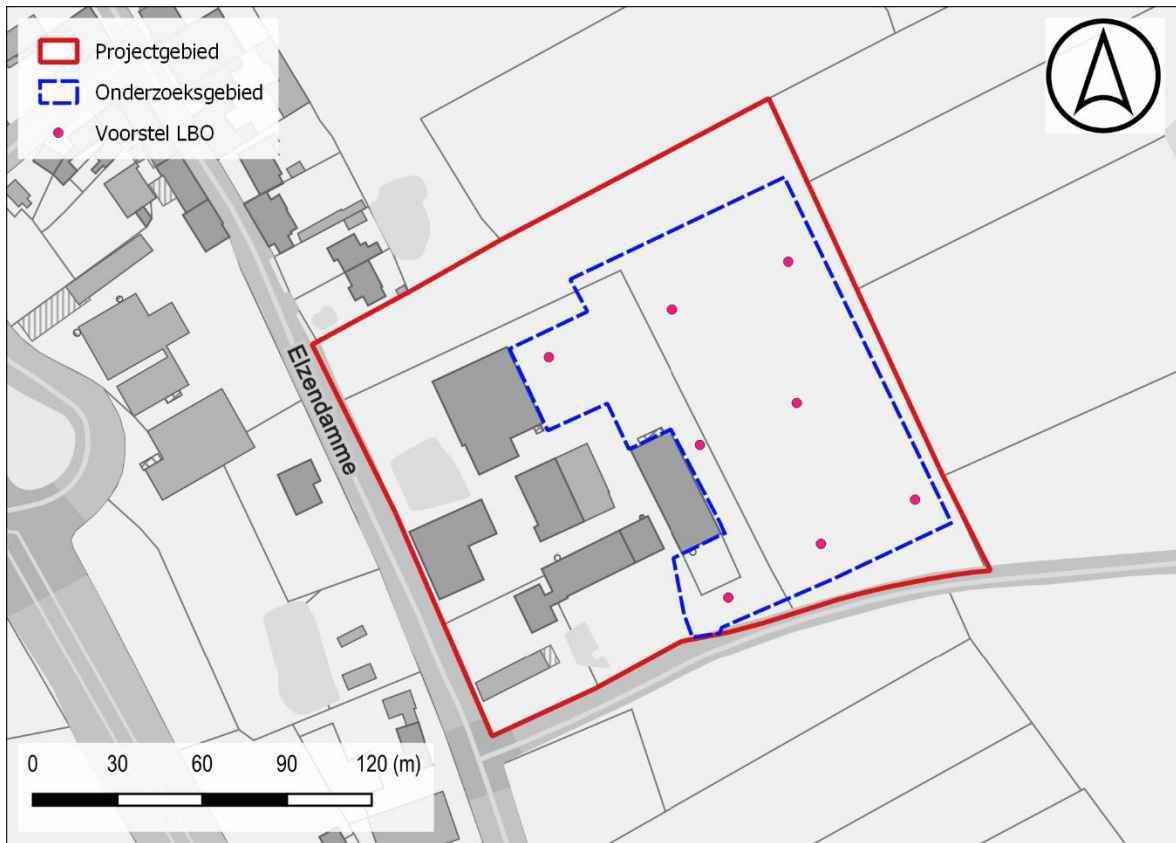 Projectgebied
Onderzoeksgebied
Voorstel LBO
Elzendamme
0 30 60 90 120 (m)